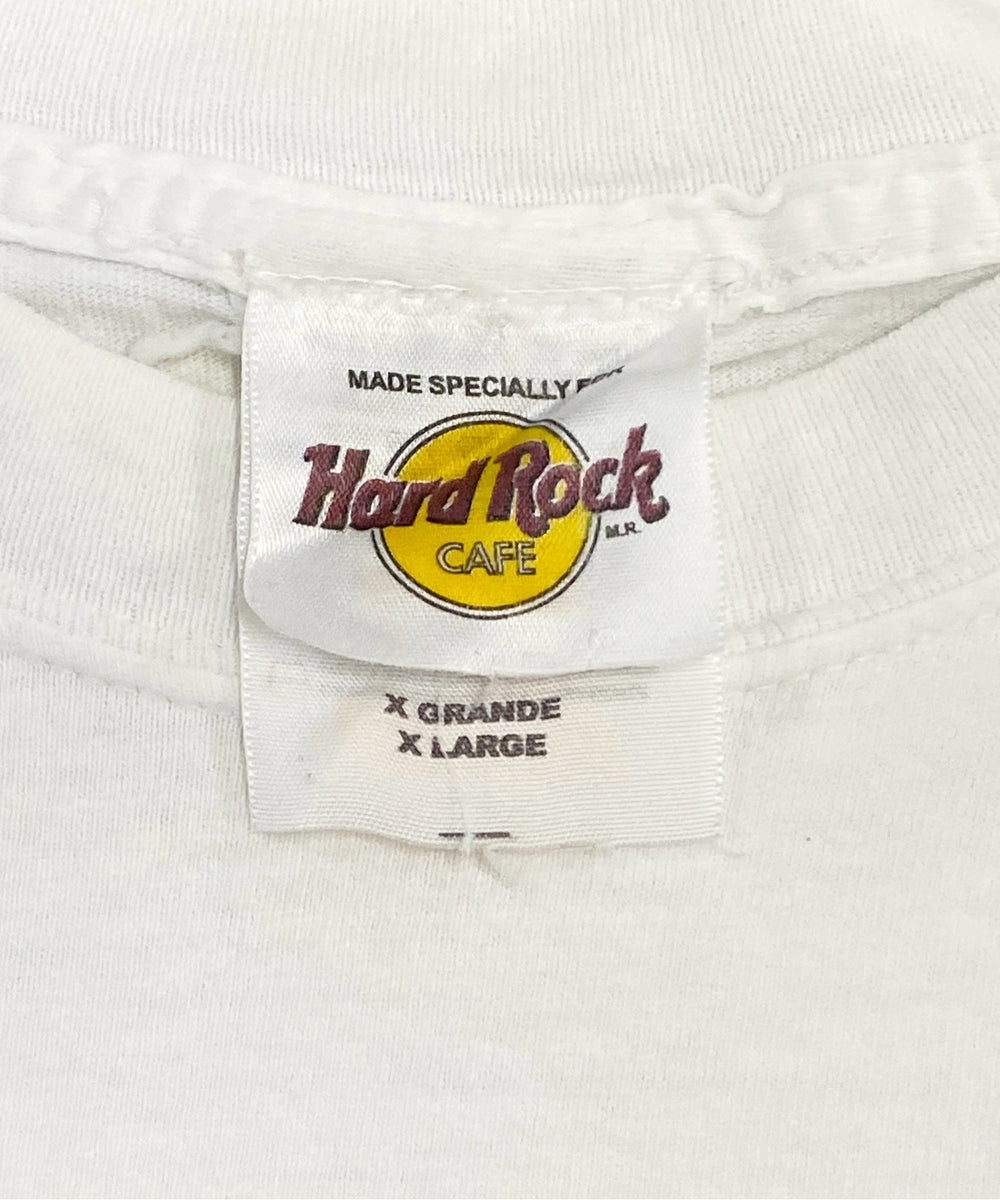 MADE SPECIALLY FOR
Hard Rock
M.R.
CAFE
X GRANDE
X LARGE